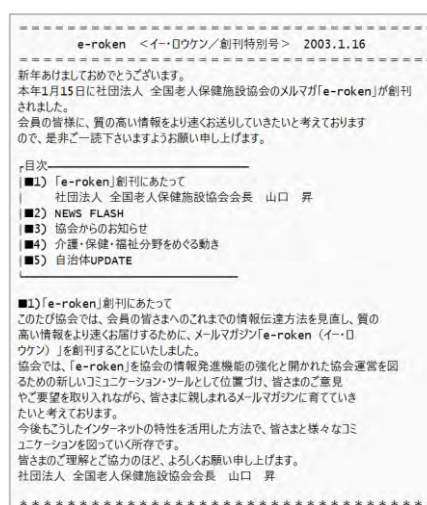 ＝＝＝＝＝＝＝＝＝＝＝＝＝＝＝＝＝＝＝＝＝＝＝＝＝＝＝＝
e-roken ＜イー・ロウケン／創刊特別号＞ 2003.1.16
＝＝＝＝＝＝＝＝＝＝＝＝＝＝＝＝＝＝＝＝＝＝＝＝＝＝＝＝
新年あけましておめでとうございます。
本年1月15日に社団法人 全国老人保健施設協会のメルマガ「e-roken」が創刊
されました。
会員の皆様に、質の高い情報をより速くお送りしていきたいと考えております
ので、是非ご一読下さいますようお願い申し上げます。
┌目次――――――――――――――
|■1) 「e-roken」創刊にあたって
| 社団法人 全国老人保健施設協会会長 山口 昇
|■2) NEWS FLASH
|■3) 協会からのお知らせ
|■4) 介護・保健・福祉分野をめぐる動き
|■5) 自治体UPDATE
└――――――――――――――――
■1)「e-roken」創刊にあたって
このたび協会では、会員の皆さまへのこれまでの情報伝達方法を見直し、質の
高い情報をより速くお届けするために、メールマガジン「e-roken（イー・ロ
ウケン）」を創刊することにいたしました。
協会では、「e-roken」を協会の情報発進機能の強化と開かれた協会運営を図
るための新しいコミュニケーション・ツールとして位置づけ、皆さまのご意見
やご要望を取り入れながら、皆さまに親しまれるメールマガジンに育てていき
たいと考えております。
今後もこうしたインターネットの特性を活用した方法で、皆さまと様々なコミ
ュニケーションを図っていく所存です。
皆さまのご理解とご協力のほど、よろしくお願い申し上げます。
社団法人 全国老人保健施設協会会長 山口 昇
＊＊＊＊＊＊＊＊＊＊＊＊＊＊＊＊＊＊＊＊＊＊＊＊＊＊＊＊